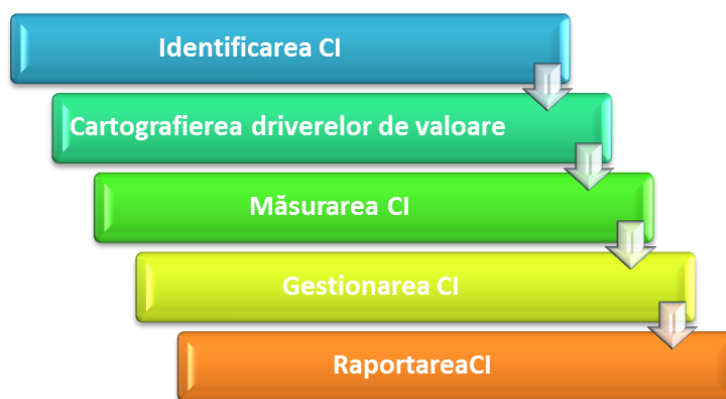 Identificarea CI
Cartografierea driverelor de valoare
Măsurarea CI
Gestionarea CI
RaportareaCI